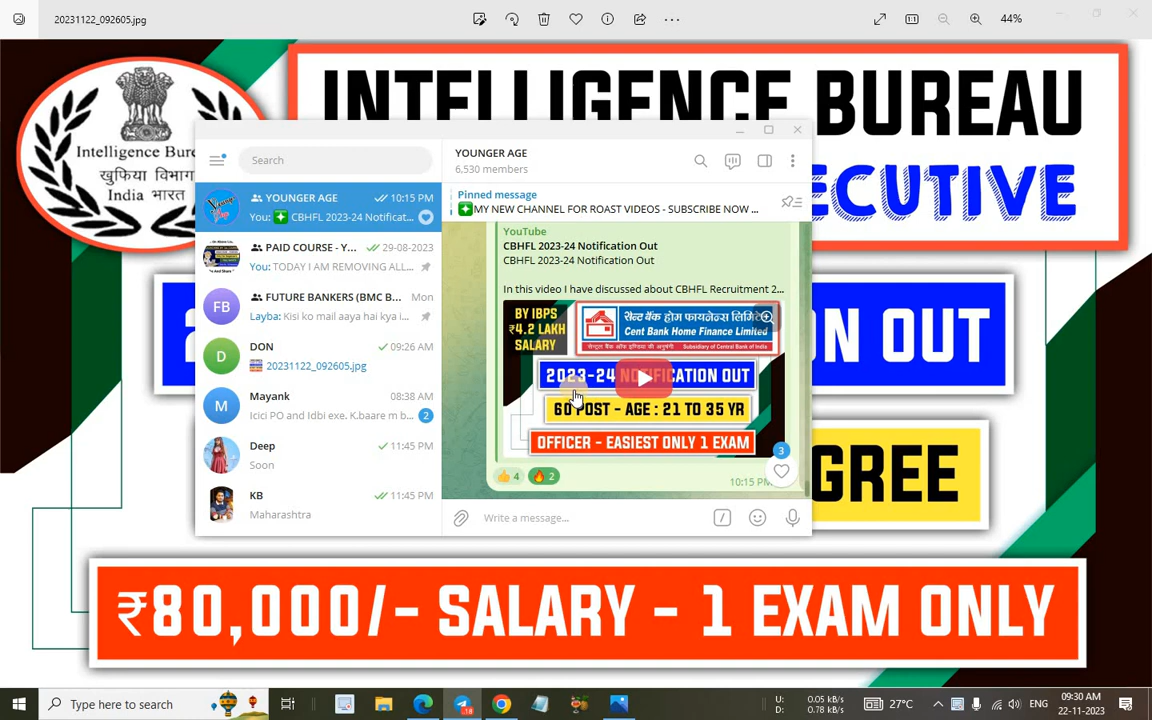 20231122_092605.jpg
44%
INTELLIGENCE BUREAU
ECUTIVE
Intelligence Bure
खुफिया विभाग
India भारत
ON OUT
GREE
₹80,000/- SALARY - 1 EXAM ONLY
Search
YOUNGER AGE 10:15 PM
You: CBHFL 2023-24 Notificat...
PAID COURSE - Y... 29-08-2023
You: TODAY I AM REMOVING ALL...
FUTURE BANKERS (BMC B... Mon
Layba: Kisi ko mail aaya hai kya i...
FB
DON 09:26 AM
20231122_092605.jpg
D
Mayank 08:38 AM
Icici PO and Idbi exe. K.baare m b... 2
M
Deep 11:45 PM
Soon
KB 11:45 PM
Maharashtra
YOUNGER AGE
6,530 members
Pinned message
MY NEW CHANNEL FOR ROAST VIDEOS - SUBSCRIBE NOW ...
YouTube
CBHFL 2023-24 Notification Out
CBHFL 2023-24 Notification Out
In this video I have discussed about CBHFL Recruitment 2...
BY IBPS
₹4.2 LAKH
SALARY
सेन्ट बैंक होम फायनेन्स लिमिटेड
Cent Bank Home Finance Limited
Subsidiary of Central Bank of India
2023-24 NOTIFICATION OUT
60 POST - AGE : 21 TO 35 YR
OFFICER - EASIEST ONLY 1 EXAM
4 2
3
10:15 PM
Write a message...
Type here to search
U: 0.05 kB/s
D: 0.78 kB/s
27°C
ENG
09:30 AM
22-11-2023